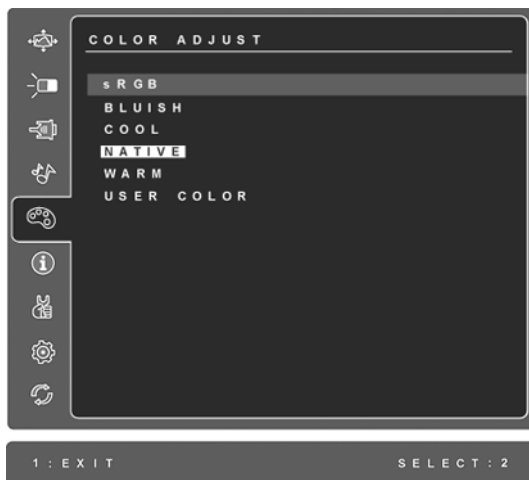 COLOR ADJUST
sRGB
BLUISH
COOL
NATIVE
WARM
USER COLOR
1:EXIT SELECT:2